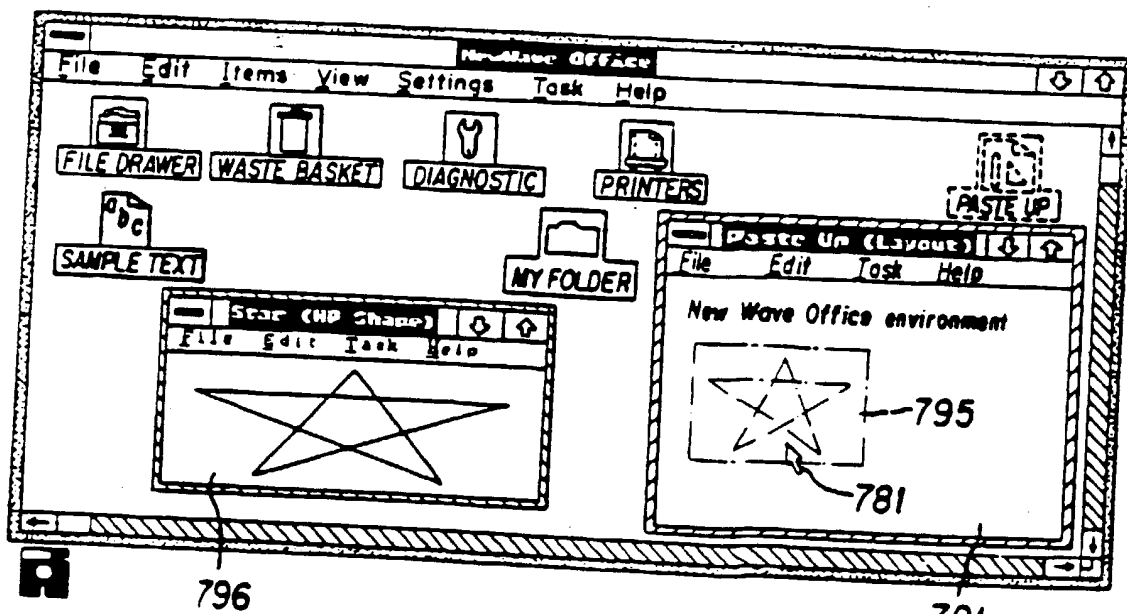 NewWave Office
File Edit Items View Settings Task Help
FILE DRAWER WASTE BASKET DIAGNOSTIC PRINTERS PASTE UP
abc
SAMPLE TEXT MY FOLDER
Paste Up (Layout)
File Edit Task Help
New Wave Office environment
795
781
Star (HP Shape)
File Edit Task Help
796